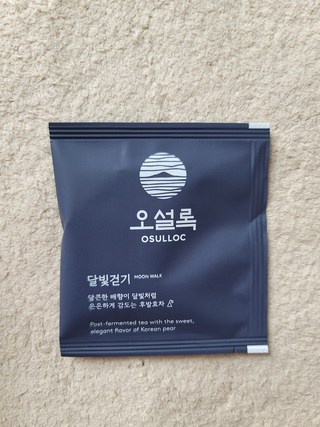 오설록
OSULLOC
달빛걷기 MOON WALK
달큰한 배향이 달빛처럼
은은하게 감도는 후발효차
Post-fermented tea with the sweet,
elegant flavor of Korean pear